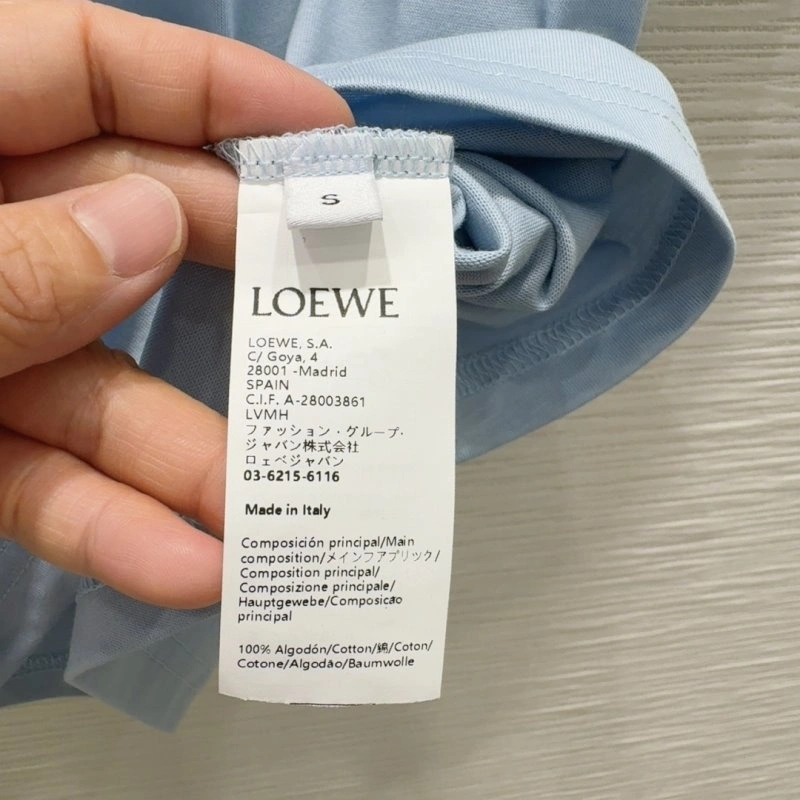 S
LOEWE
LOEWE, S.A.
C/ Goya, 4
28001 -Madrid
SPAIN
C.I.F. A-28003861
LVMH
ファッション・グループ・
ジャパン株式会社
ロエベジャパン
03-6215-6116
Made in Italy
Composición principal/Main
composition/メインファブリック/
Composition principal/
Composizione principale/
Hauptgewebe/Composicao
principal
100% Algodón/Cotton/綿/Coton/
Cotone/Algodão/Baumwolle